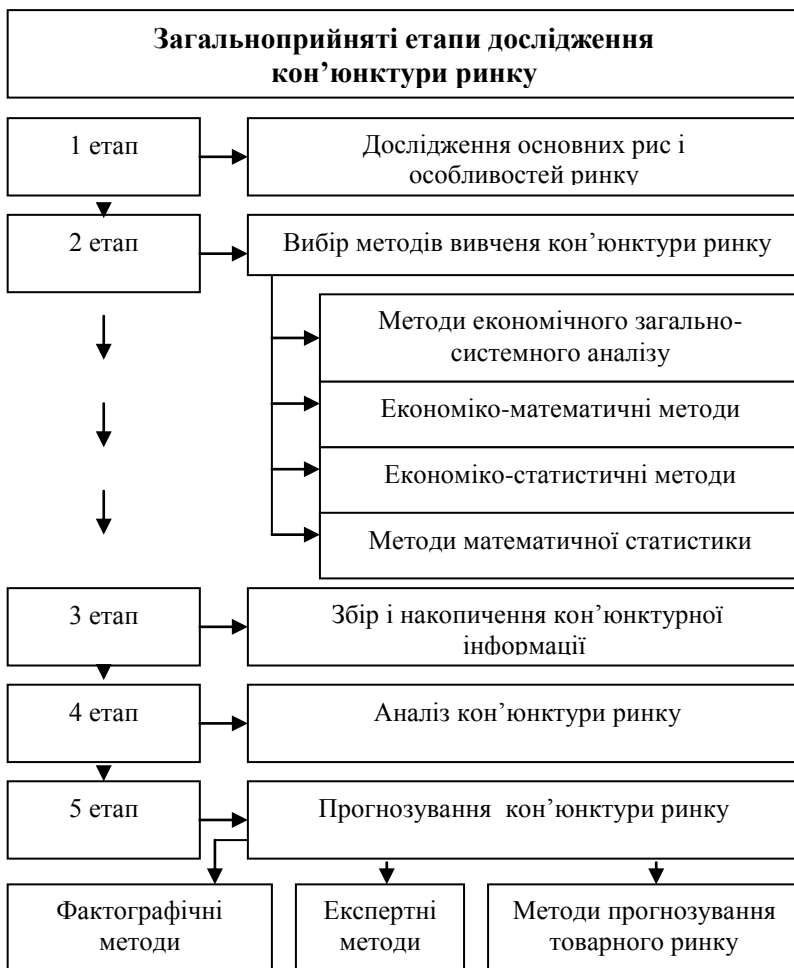 Загальноприйняті етапи дослідження
кон’юнктури ринку
1 етап
Дослідження основних рис і
особливостей ринку
2 етап
Вибір методів вивченя кон’юнктури ринку
Методи економічного загально-
системного аналізу
Економіко-математичні методи
Економіко-статистичні методи
Методи математичної статистики
3 етап
Збір і накопичення кон’юнктурної
інформації
4 етап
Аналіз кон’юнктури ринку
5 етап
Прогнозування кон’юнктури ринку
Фактографічні
методи
Експертні
методи
Методи прогнозування
товарного ринку